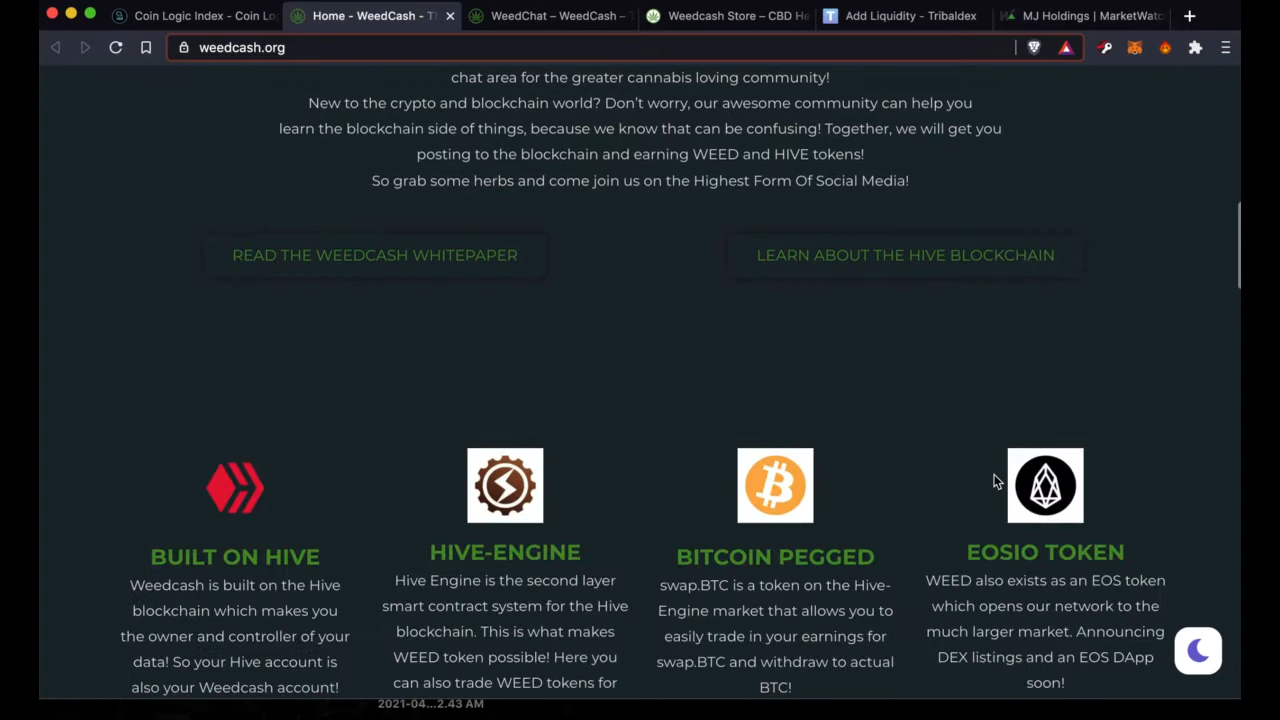 Coin Logic Index - Coin Lo
Home - WeedCash - T
WeedChat – WeedCash –
Weedcash Store – CBD He
Add Liquidity - Tribaldex
MJ Holdings | MarketWatc
weedcash.org
chat area for the greater cannabis loving community!
New to the crypto and blockchain world? Don't worry, our awesome community can help you
learn the blockchain side of things, because we know that can be confusing! Together, we will get you
posting to the blockchain and earning WEED and HIVE tokens!
So grab some herbs and come join us on the Highest Form Of Social Media!
READ THE WEEDCASH WHITEPAPER
LEARN ABOUT THE HIVE BLOCKCHAIN
BUILT ON HIVE
Weedcash is built on the Hive
blockchain which makes you
the owner and controller of your
data! So your Hive account is
also your Weedcash account!
HIVE-ENGINE
Hive Engine is the second layer
smart contract system for the Hive
blockchain. This is what makes
WEED token possible! Here you
can also trade WEED tokens for
BITCOIN PEGGED
swap.BTC is a token on the Hive-
Engine market that allows you to
easily trade in your earnings for
swap.BTC and withdraw to actual
BTC!
EOSIO TOKEN
WEED also exists as an EOS token
which opens our network to the
much larger market. Announcing
DEX listings and an EOS DApp
soon!
2021-04...2.43 AM